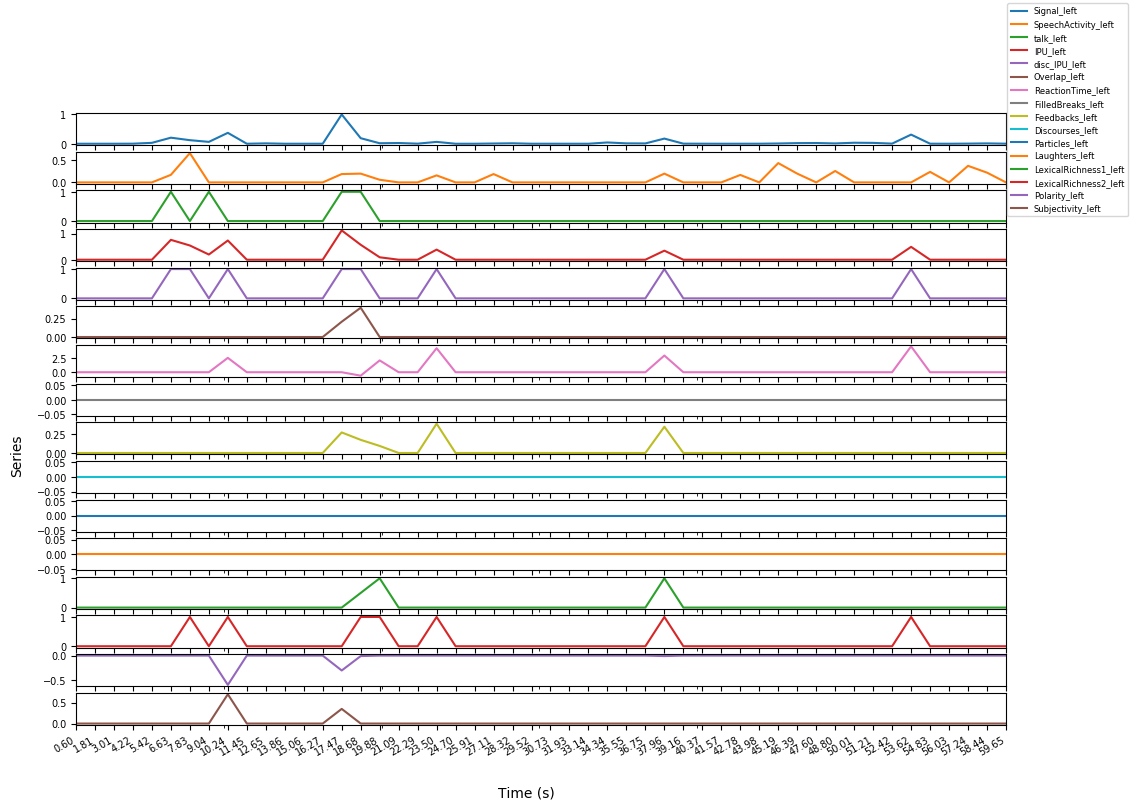 Signal_left
SpeechActivity_left
talk_left
IPU_left
disc_IPU_left
Overlap_left
ReactionTime_left
FilledBreaks_left
Feedbacks_left
Discourses_left
Particles_left
Laughters_left
LexicalRichness1_left
LexicalRichness2_left
Polarity_left
Subjectivity_left
1
0
0.5
0.0
1
0
1
0
1
0
0.25
0.00
2.5
0.0
0.05
0.00
−0.05
0.25
0.00
0.05
0.00
−0.05
0.05
0.00
−0.05
0.05
0.00
−0.05
1
0
1
0
0.0
−0.5
0.5
0.0
Series
0.60 1.81 3.01 4.22 5.42 6.63 7.83 9.04 10.24 11.45 12.65 13.86 15.06 16.27 17.47 18.68 19.88 21.09 22.29 23.50 24.70 25.91 27.11 28.32 29.52 30.73 31.93 33.14 34.34 35.55 36.75 37.96 39.16 40.37 41.57 42.78 43.98 45.19 46.39 47.60 48.80 50.01 51.21 52.42 53.62 54.83 56.03 57.24 58.44 59.65
Time (s)